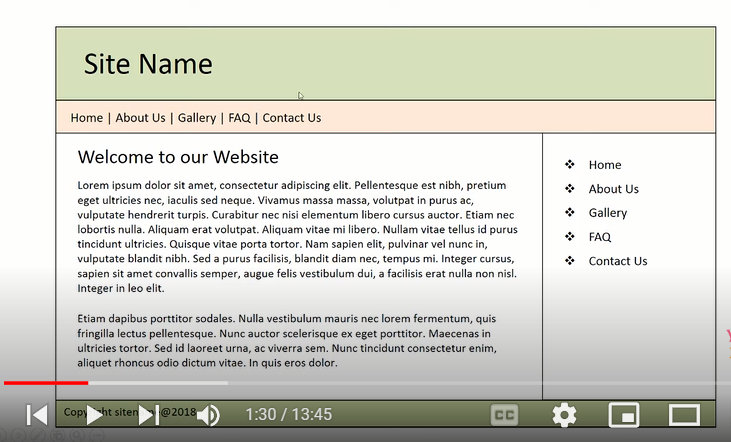 Site Name
Home | About Us | Gallery | FAQ | Contact Us
Welcome to our Website
Lorem ipsum dolor sit amet, consectetur adipiscing elit. Pellentesque est nibh, pretium
eget ultricies nec, iaculis sed neque. Vivamus massa massa, volutpat in purus ac,
vulputate hendrerit turpis. Curabitur nec nisi elementum libero cursus auctor. Etiam nec
lobortis nulla. Aliquam erat volutpat. Aliquam vitae mi libero. Nullam vitae tellus id purus
tincidunt ultricies. Quisque vitae porta tortor. Nam sapien elit, pulvinar vel nunc in,
vulputate blandit nibh. Sed a purus facilisis, blandit diam nec, tempus mi. Integer cursus,
sapien sit amet convallis semper, augue felis vestibulum dui, a facilisis erat nulla non nisl.
Integer in leo elit.
Etiam dapibus porttitor sodales. Nulla vestibulum mauris nec lorem fermentum, quis
fringilla lectus pellentesque. Nunc auctor scelerisque ex eget porttitor. Maecenas in
ultricies tortor. Sed id laoreet urna, ac viverra sem. Nunc tincidunt consectetur enim,
aliquet rhoncus odio dictum vitae. In quis eros dolor.
Home
About Us
Gallery
FAQ
Contact Us
@2018
1:30 / 13:45
CC